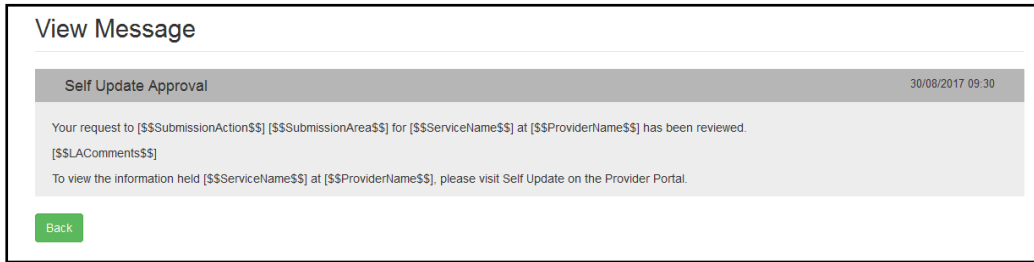 View Message
Self Update Approval 30/08/2017 09:30
Your request to [$$SubmissionAction$$] [$$SubmissionArea$$] for [$$ServiceName$$] at [$$ProviderName$$] has been reviewed.
[$$LAComments$$]
To view the information held [$$ServiceName$$] at [$$ProviderName$$], please visit Self Update on the Provider Portal.
Back